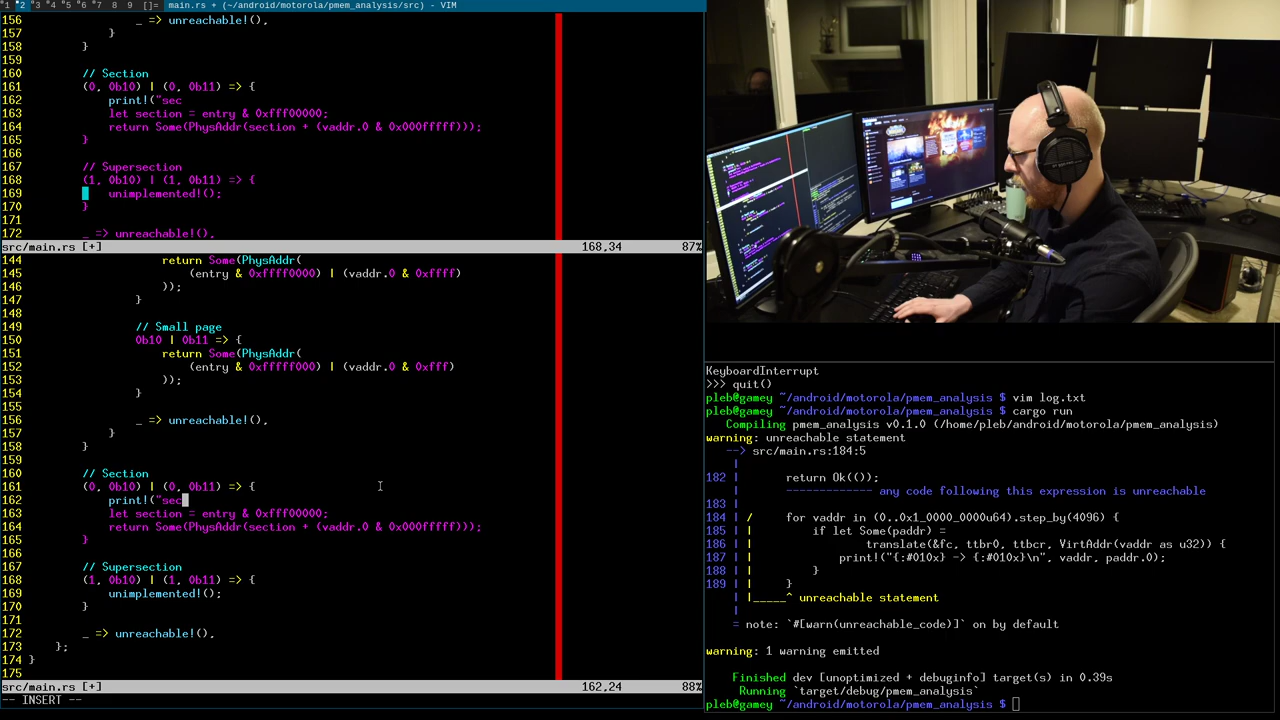 1 2 3 4 5 6 7 8 9 []= main.rs + (~/android/motorola/pmem_analysis/src) - VIM
156 _ => unreachable!(),
157 }
158 }
159
160 // Section
161 (0, 0b10) | (0, 0b11) => {
162 print!("sec
163 let section = entry & 0xfff00000;
164 return Some(PhysAddr(section + (vaddr.0 & 0x000fffff)));
165 }
166
167 // Supersection
168 (1, 0b10) | (1, 0b11) => {
169 unimplemented!();
170 }
171
172 _ => unreachable!(),
src/main.rs [+] 168,34 87%
144 return Some(PhysAddr(
145 (entry & 0xffff0000) | (vaddr.0 & 0xffff)
146 ));
147 }
148
149 // Small page
150 0b10 | 0b11 => {
151 return Some(PhysAddr(
152 (entry & 0xfffff000) | (vaddr.0 & 0xfff)
153 ));
154 }
155
156 _ => unreachable!(),
157 }
158 }
159
160 // Section
161 (0, 0b10) | (0, 0b11) => {
162 print!("sec
163 let section = entry & 0xfff00000;
164 return Some(PhysAddr(section + (vaddr.0 & 0x000fffff)));
165 }
166
167 // Supersection
168 (1, 0b10) | (1, 0b11) => {
169 unimplemented!();
170 }
171
172 _ => unreachable!(),
173 };
174 }
175
src/main.rs [+] 162,24 88%
-- INSERT --
KeyboardInterrupt
>>> quit()
pleb@gamey ~/android/motorola/pmem_analysis $ vim log.txt
pleb@gamey ~/android/motorola/pmem_analysis $ cargo run
Compiling pmem_analysis v0.1.0 (/home/pleb/android/motorola/pmem_analysis)
warning: unreachable statement
--> src/main.rs:184:5
|
182 | return Ok(());
| ------------- any code following this expression is unreachable
183 |
184 | / for vaddr in (0..0x1_0000_0000u64).step_by(4096) {
185 | | if let Some(paddr) =
186 | | translate(&fc, ttbr0, ttbcr, VirtAddr(vaddr as u32)) {
187 | | print!("{:#010x} -> {:#010x}\n", vaddr, paddr.0);
188 | | }
189 | | }
| |_____^ unreachable statement
|
= note: `#[warn(unreachable_code)]` on by default
warning: 1 warning emitted
Finished dev [unoptimized + debuginfo] target(s) in 0.39s
Running `target/debug/pmem_analysis`
pleb@gamey ~/android/motorola/pmem_analysis $